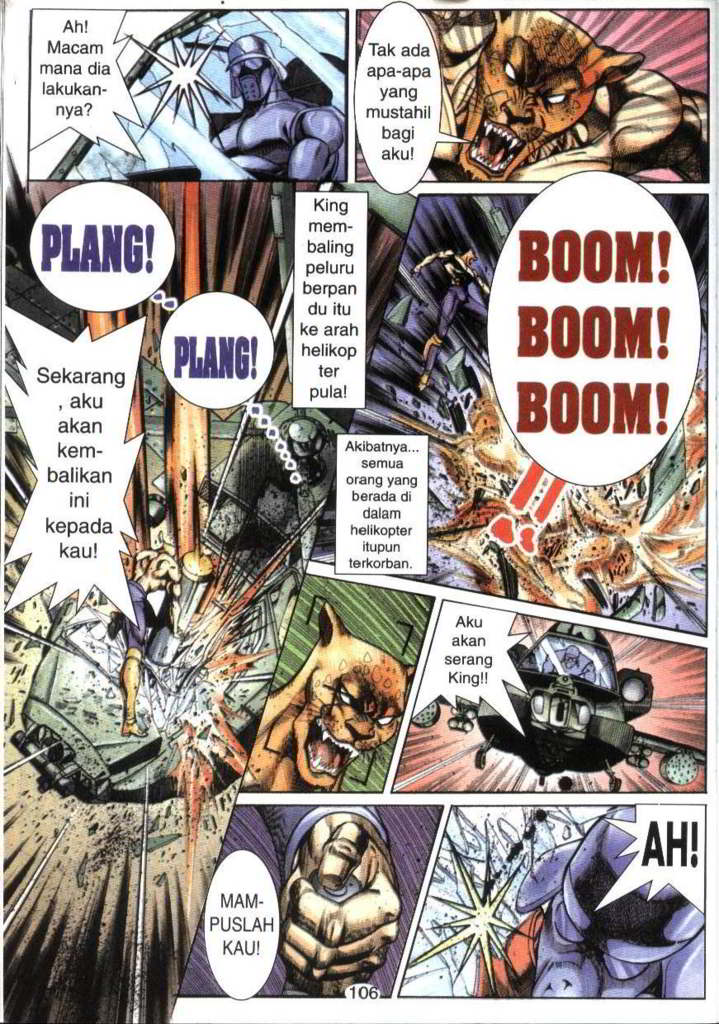 Ah!
Macam
mana dia
lakukan-
nya?
Tak ada
apa-apa
yang
mustahil
bagi
aku!
PLANG!
PLANG!
King
mem-
baling
peluru
berpan
du itu
ke arah
helikop
ter
pula!
BOOM!
BOOM!
BOOM!
Sekarang
, aku
akan
kem-
balikan
ini
kepada
kau!
Akibatnya...
semua
orang yang
berada di
dalam
helikopter
itupun
terkorban.
Aku
akan
serang
King!!
MAM-
PUSLAH
KAU!
AH!
106